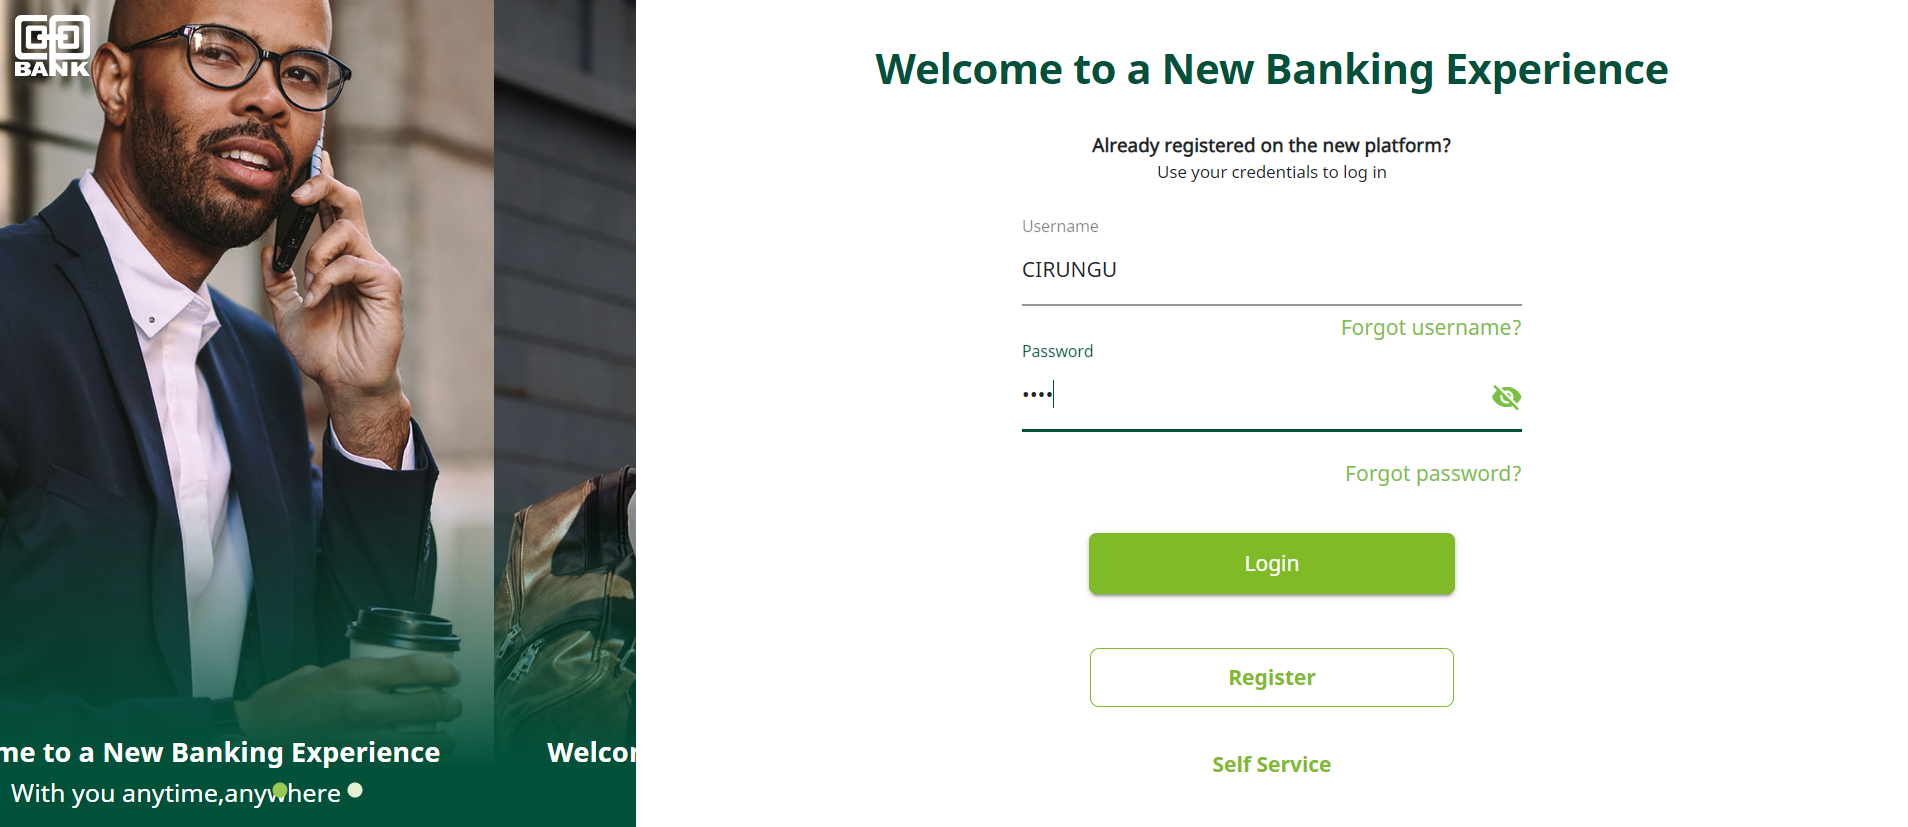 BANK
me to a New Banking Experience
With you anytime,anywhere
Welcome to a New Banking Experience
Already registered on the new platform?
Use your credentials to log in
Username
CIRUNGU
Forgot username?
Password
••••
Forgot password?
Login
Register
Self Service